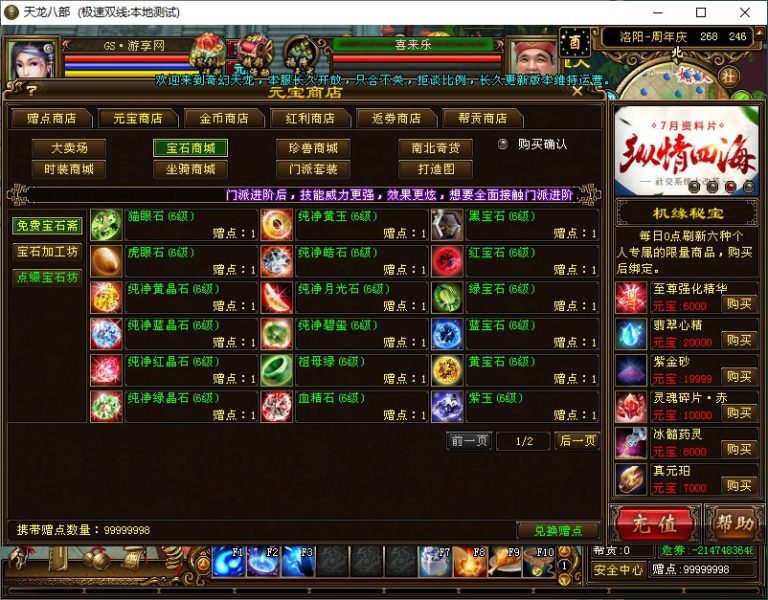 天龙八部 (极速双线:本地测试)
GS·游享网
喜来乐
酉
洛阳-周年庆 268 246
北
社
欢迎来到奇幻天龙，本服长久开放，只合不关，拒谈比例，长久更新版本维持运营。
元宝商店
赠点商店 元宝商店 金币商店 红利商店 返券商店 帮贡商店
大卖场 宝石商城 珍兽商城 南北奇货 购买确认
时装商城 坐骑商城 门派套装 打造图
门派进阶后，技能威力更强，效果更炫，想要全面接触门派进阶
免费宝石斋
宝石加工坊
点缀宝石坊
猫眼石(6级) 赠点：1
纯净黄玉(6级) 赠点：1
黑宝石(6级) 赠点：1
虎眼石(6级) 赠点：1
纯净皓石(6级) 赠点：1
红宝石(6级) 赠点：1
纯净黄晶石(6级) 赠点：1
纯净月光石(6级) 赠点：1
绿宝石(6级) 赠点：1
纯净蓝晶石(6级) 赠点：1
纯净碧玺(6级) 赠点：1
蓝宝石(6级) 赠点：1
纯净红晶石(6级) 赠点：1
祖母绿(6级) 赠点：1
黄宝石(6级) 赠点：1
纯净绿晶石(6级) 赠点：1
血精石(6级) 赠点：1
紫玉(6级) 赠点：1
前一页 1/2 后一页
携带赠点数量：99999998
兑换赠点
7月资料片
纵情四海
社交系统大改革
机缘秘宝
每日0点刷新六种个
人专属的限量商品，购买
后绑定。
至尊强化精华
元宝:6000 购买
翡翠心精
元宝:20000 购买
紫金砂
元宝:19999 购买
灵魂碎片·赤
元宝:10000 购买
冰髓药灵
元宝:8000 购买
真元珀
元宝:7000 购买
充值 帮助
F1 F2 F3 F7 F8 F9 F10
1
帮贡:0 返券:-2147483648
安全中心 赠点:99999998